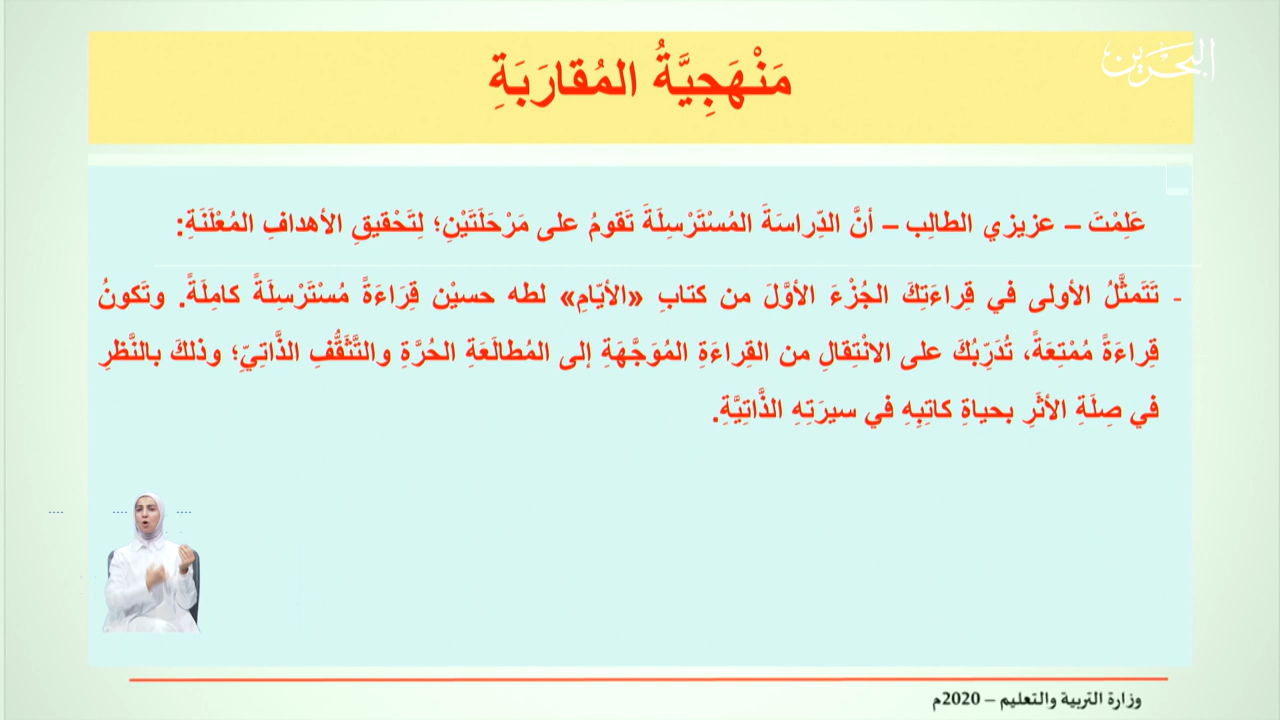 البحرين
مَنْهَجِيَّةُ المُقارَبَةِ
عَلِمْتَ – عزيزي الطالِب – أنَّ الدِّراسَةَ المُسْتَرْسِلَةَ تَقومُ على مَرْحَلَتَيْنِ؛ لِتَحْقيقِ الأهدافِ المُعْلَنَةِ:
- تَتَمثَّلُ الأولى في قِراءَتِكَ الجُزْءَ الأوَّلَ من كتابِ «الأيّامِ» لطه حسيْن قِرَاءَةً مُسْتَرْسِلَةً كامِلَةً. وتَكونُ
قِراءَةً مُمْتِعَةً، تُدَرِّبُكَ على الانْتِقالِ من القِراءَةِ المُوَجَّهَةِ إلى المُطالَعَةِ الحُرَّةِ والتَّثَقُّفِ الذَّاتِيّ؛ وذلكَ بالنَّظرِ
في صِلَةِ الأثَرِ بحياةِ كاتِبِهِ في سيرَتِهِ الذَّاتِيَّةِ.
وزارة التربية والتعليم – 2020م